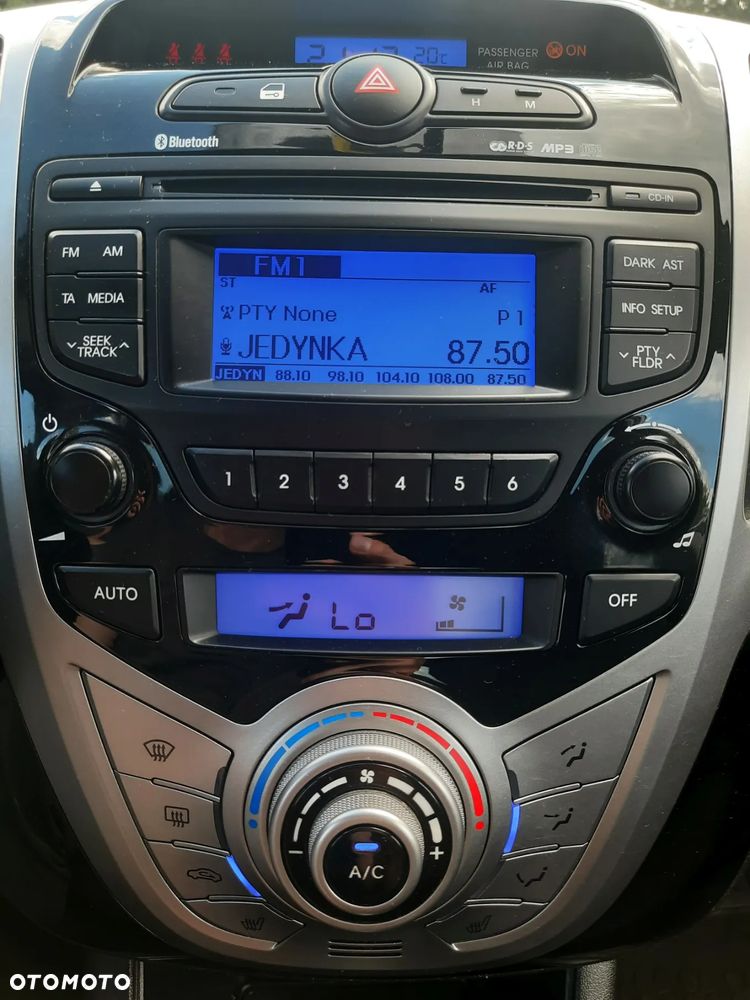 20c PASSENGER AIR BAG ON
H M
Bluetooth R·D·S MP3
CD-IN
FM AM
DARK AST
TA MEDIA
INFO SETUP
SEEK
TRACK
PTY
FLDR
FM1
ST
AF
PTY None
P 1
JEDYNKA 87.50
JEDYN 88.10 98.10 104.10 108.00 87.50
1 2 3 4 5 6
AUTO
OFF
Lo
- +
A/C
OTOMOTO